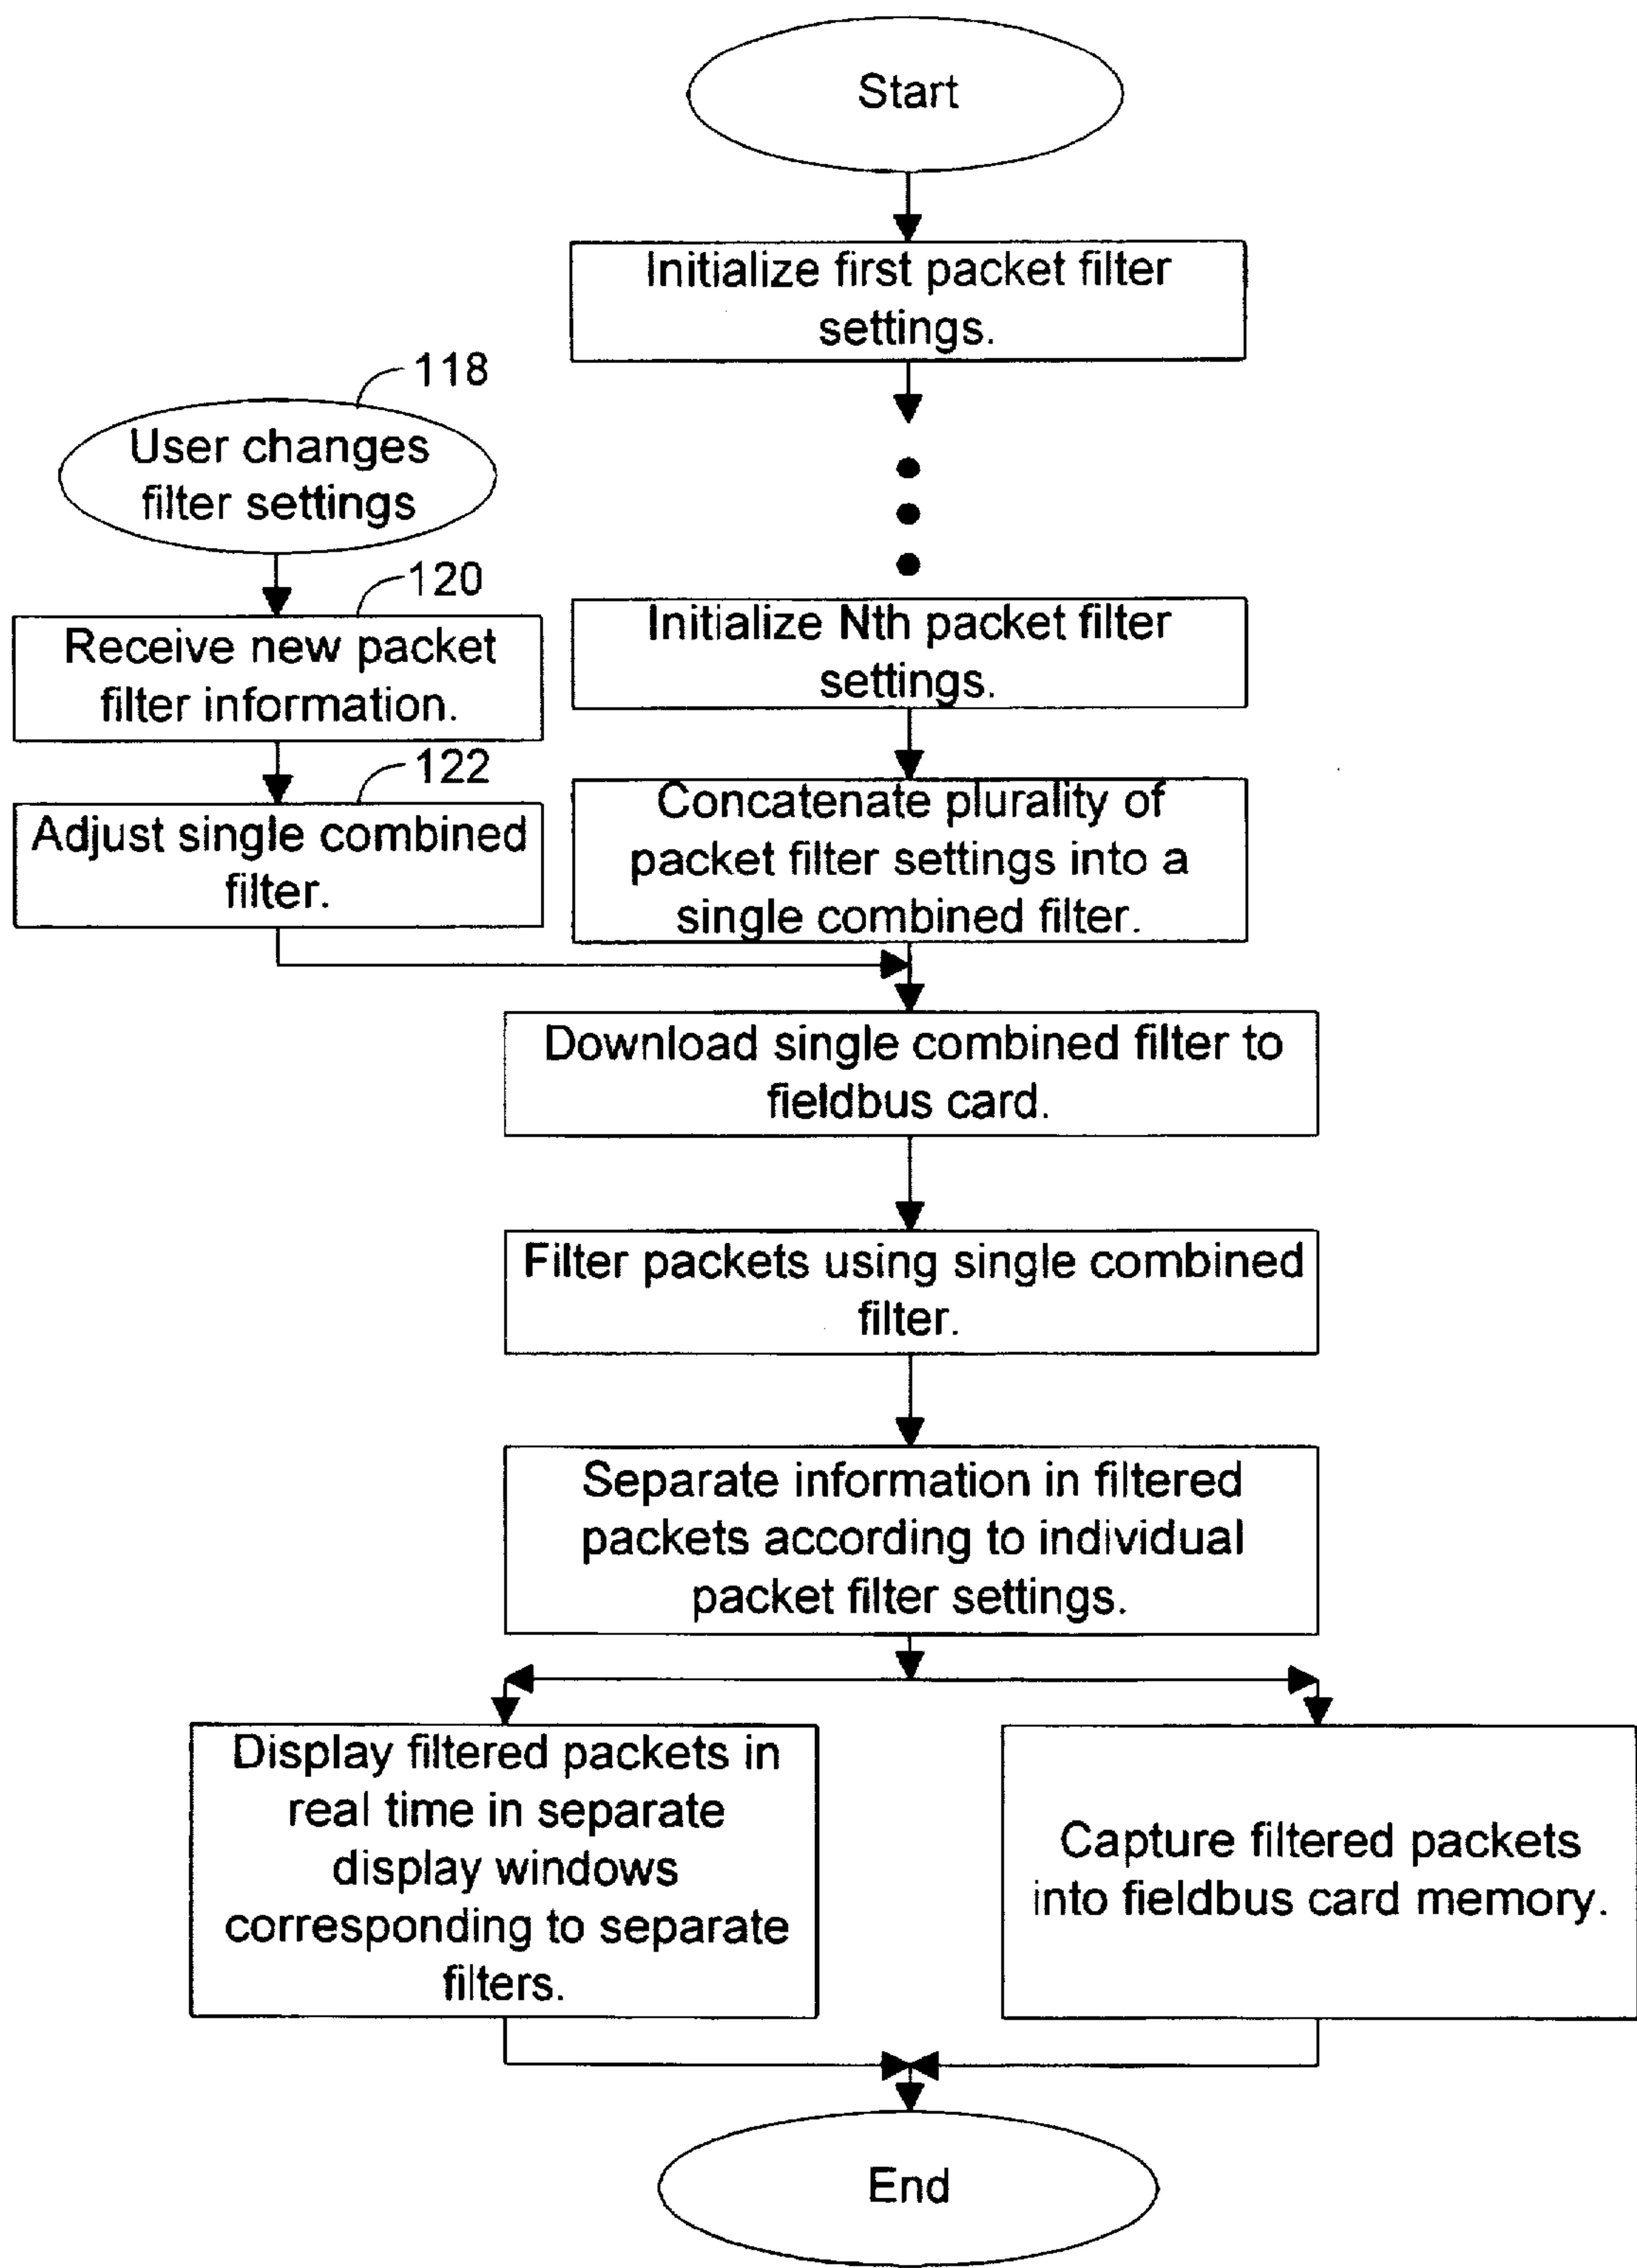 Start
Initialize first packet filter
settings.
118
User changes
filter settings
120
Receive new packet
filter information.
122
Adjust single combined
filter.
Initialize Nth packet filter
settings.
Concatenate plurality of
packet filter settings into a
single combined filter.
Download single combined filter to
fieldbus card.
Filter packets using single combined
filter.
Separate information in filtered
packets according to individual
packet filter settings.
Display filtered packets in
real time in separate
display windows
corresponding to separate
filters.
Capture filtered packets
into fieldbus card memory.
End